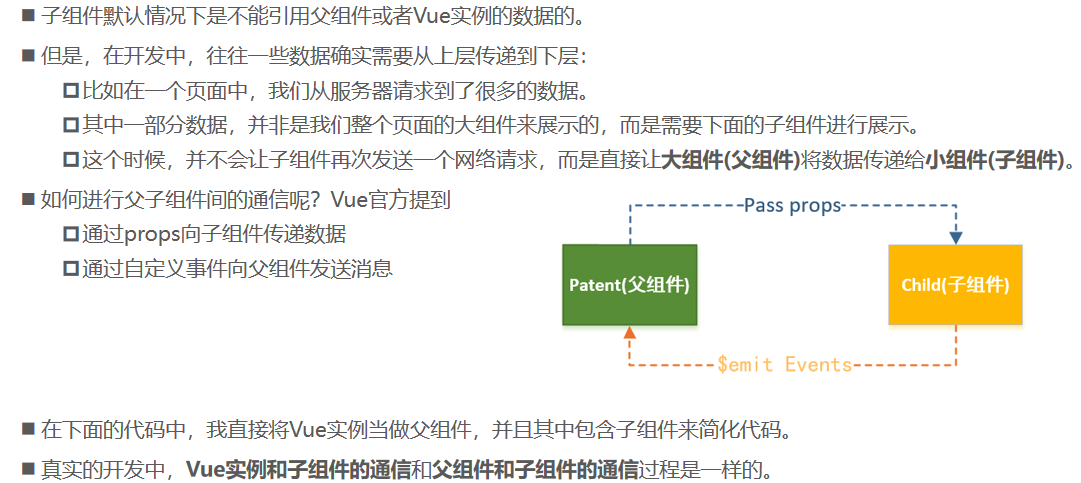 子组件默认情况下是不能引用父组件或者Vue实例的数据的。
但是，在开发中，往往一些数据确实需要从上层传递到下层：
比如在一个页面中，我们从服务器请求到了很多的数据。
其中一部分数据，并非是我们整个页面的大组件来展示的，而是需要下面的子组件进行展示。
这个时候，并不会让子组件再次发送一个网络请求，而是直接让大组件(父组件)将数据传递给小组件(子组件)。
如何进行父子组件间的通信呢？Vue官方提到
通过props向子组件传递数据
通过自定义事件向父组件发送消息
Pass props
Patent(父组件)
Child(子组件)
$emit Events
在下面的代码中，我直接将Vue实例当做父组件，并且其中包含子组件来简化代码。
真实的开发中，Vue实例和子组件的通信和父组件和子组件的通信过程是一样的。